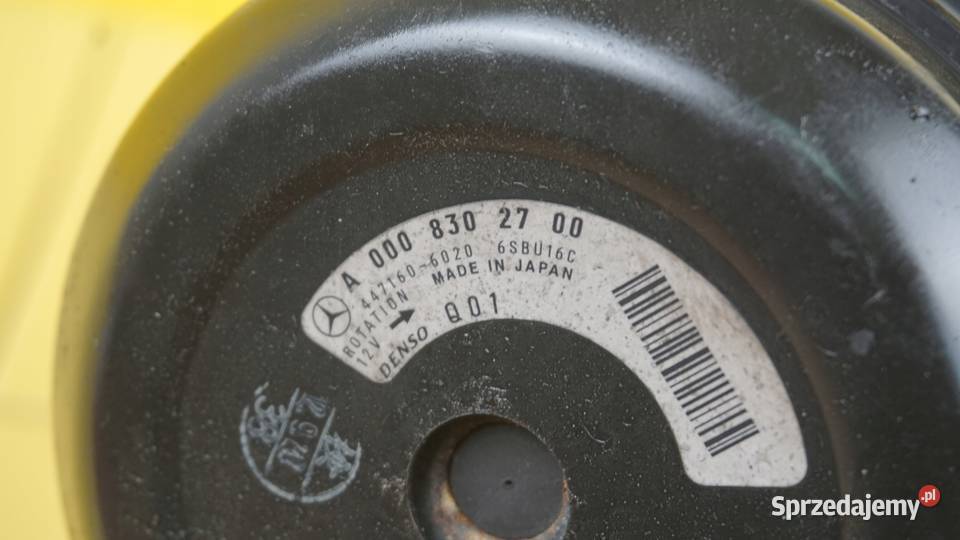 A 000 830 27 00
447160-6020 6SBU16C
ROTATION MADE IN JAPAN
12V
DENSO Q01
Sprzedajemy.pl